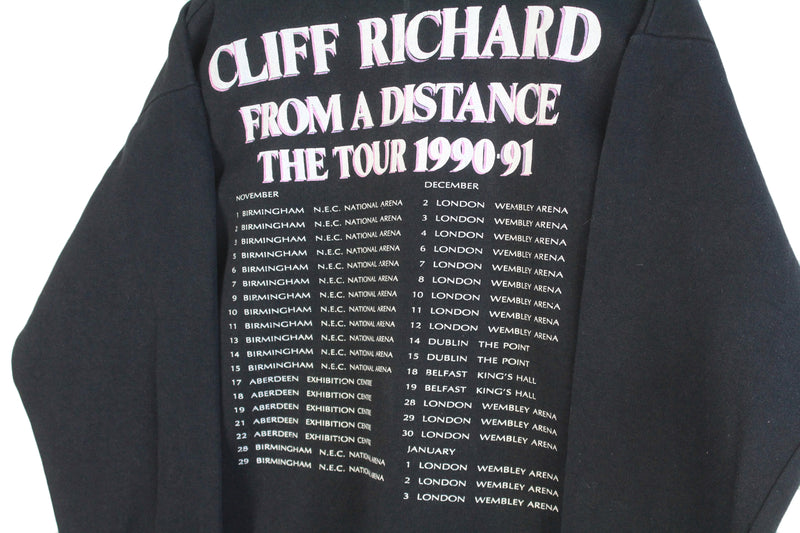 CLIFF RICHARD
FROM A DISTANCE
THE TOUR 1990-91
NOVEMBER
1 BIRMINGHAM N.E.C. NATIONAL ARENA
2 BIRMINGHAM N.E.C. NATIONAL ARENA
3 BIRMINGHAM N.E.C. NATIONAL ARENA
5 BIRMINGHAM N.E.C. NATIONAL ARENA
6 BIRMINGHAM N.E.C. NATIONAL ARENA
7 BIRMINGHAM N.E.C. NATIONAL ARENA
9 BIRMINGHAM N.E.C. NATIONAL ARENA
10 BIRMINGHAM N.E.C. NATIONAL ARENA
11 BIRMINGHAM N.E.C. NATIONAL ARENA
13 BIRMINGHAM N.E.C. NATIONAL ARENA
14 BIRMINGHAM N.E.C. NATIONAL ARENA
15 BIRMINGHAM N.E.C. NATIONAL ARENA
17 ABERDEEN EXHIBITION CENTRE
18 ABERDEEN EXHIBITION CENTRE
19 ABERDEEN EXHIBITION CENTRE
21 ABERDEEN EXHIBITION CENTRE
22 ABERDEEN EXHIBITION CENTRE
28 BIRMINGHAM N.E.C. NATIONAL ARENA
29 BIRMINGHAM N.E.C. NATIONAL ARENA
DECEMBER
2 LONDON WEMBLEY ARENA
3 LONDON WEMBLEY ARENA
4 LONDON WEMBLEY ARENA
6 LONDON WEMBLEY ARENA
7 LONDON WEMBLEY ARENA
8 LONDON WEMBLEY ARENA
10 LONDON WEMBLEY ARENA
11 LONDON WEMBLEY ARENA
12 LONDON WEMBLEY ARENA
14 DUBLIN THE POINT
15 DUBLIN THE POINT
18 BELFAST KING'S HALL
19 BELFAST KING'S HALL
28 LONDON WEMBLEY ARENA
29 LONDON WEMBLEY ARENA
30 LONDON WEMBLEY ARENA
JANUARY
1 LONDON WEMBLEY ARENA
2 LONDON WEMBLEY ARENA
3 LONDON WEMBLEY ARENA